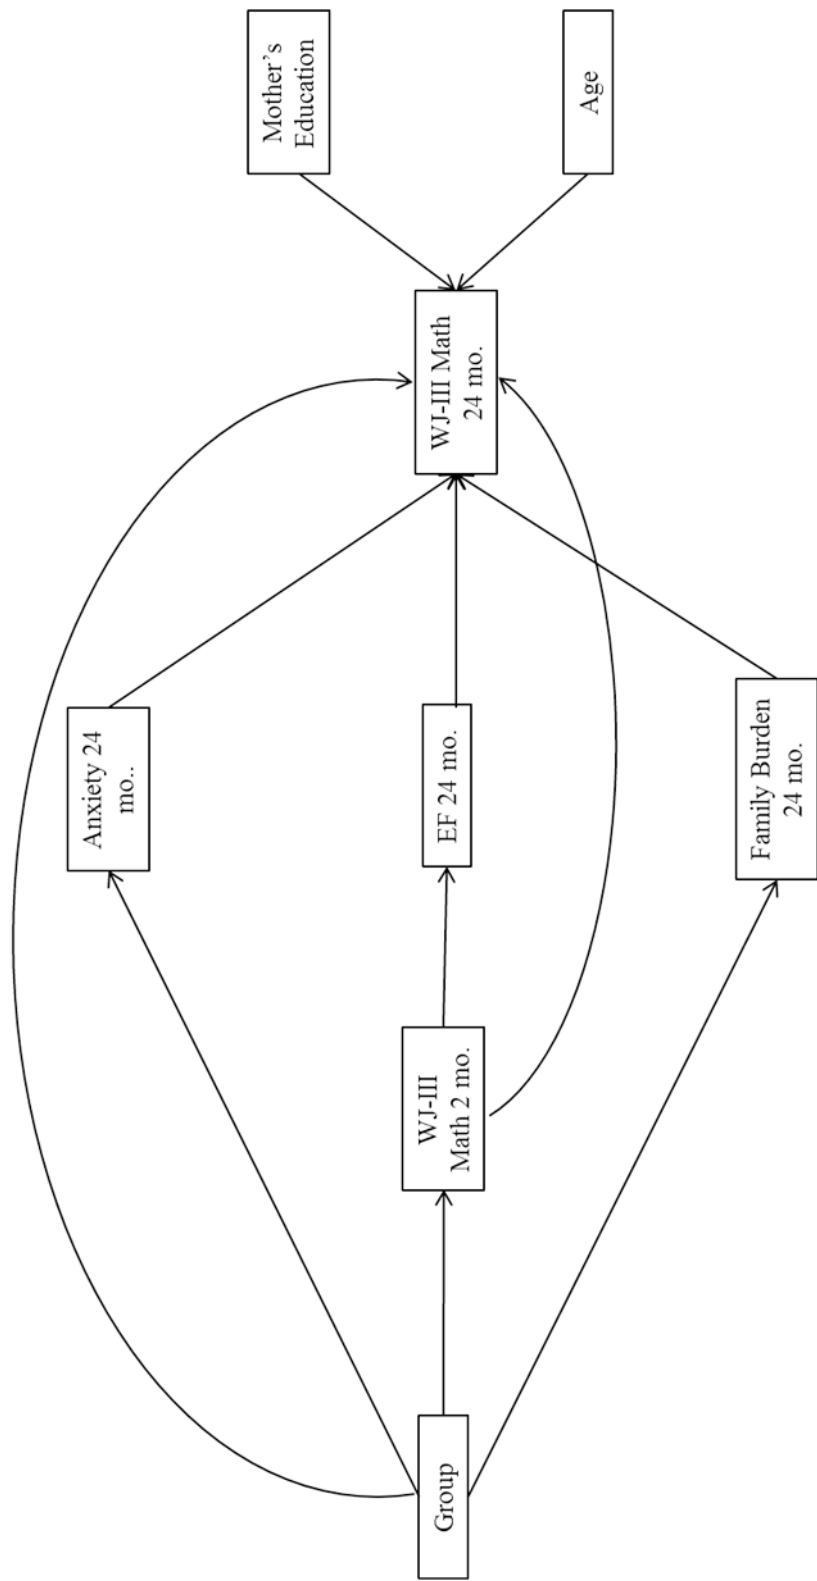 Group
WJ-III
Math 2 mo.
Anxiety 24
mo..
EF 24 mo.
Family Burden
24 mo.
WJ-III Math
24 mo.
Mother's
Education
Age